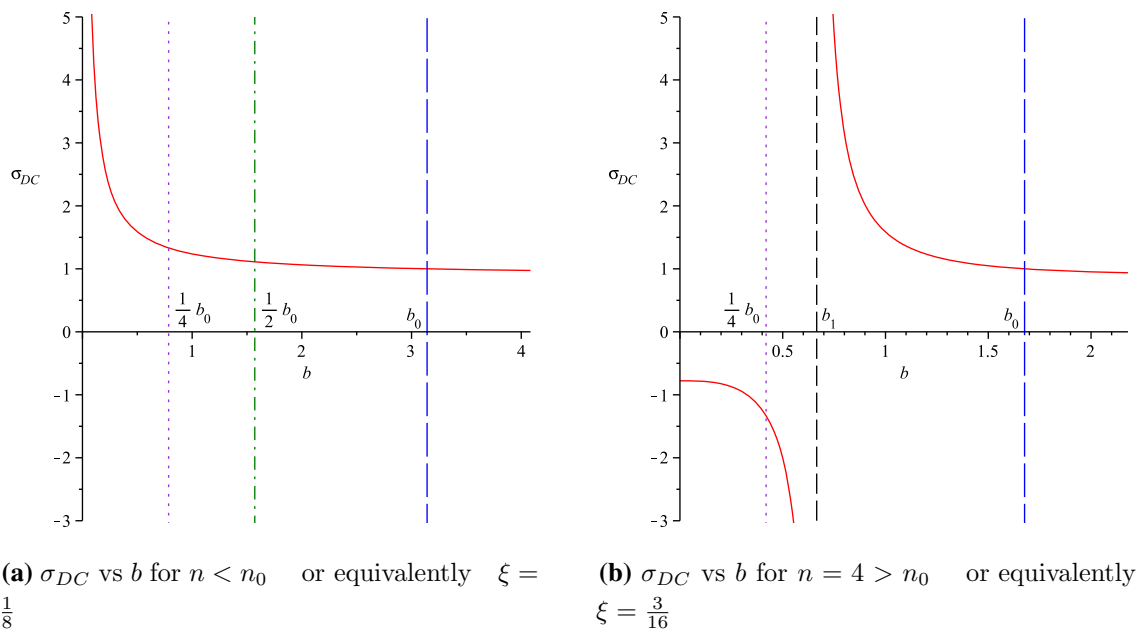 5
4
3
σ_DC
2
1
1/4 b_0
1/2 b_0
b_0
0
1
2
3
4
b
-1
-2
-3
(a) σ_DC vs b for n < n_0 or equivalently ξ =
1/8
5
4
3
σ_DC
2
1
1/4 b_0
b_1
b_0
0
0.5
1
1.5
2
b
-1
-2
-3
(b) σ_DC vs b for n = 4 > n_0 or equivalently
ξ = 3/16